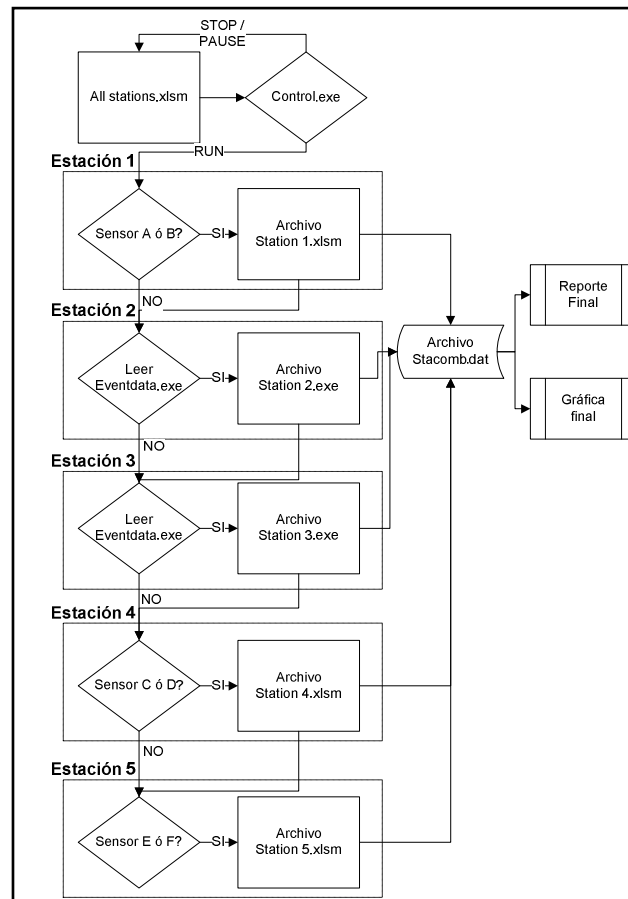 STOP /
PAUSE
All stations.xlsm
Control.exe
RUN
Estación 1
Sensor A ó B?
SI
Archivo
Station 1.xlsm
NO
Estación 2
Leer
Eventdata.exe
SI
Archivo
Station 2.exe
NO
Estación 3
Leer
Eventdata.exe
SI
Archivo
Station 3.exe
NO
Estación 4
Sensor C ó D?
SI
Archivo
Station 4.xlsm
NO
Estación 5
Sensor E ó F?
SI
Archivo
Station 5.xlsm
Archivo
Stacomb.dat
Reporte
Final
Gráfica
final